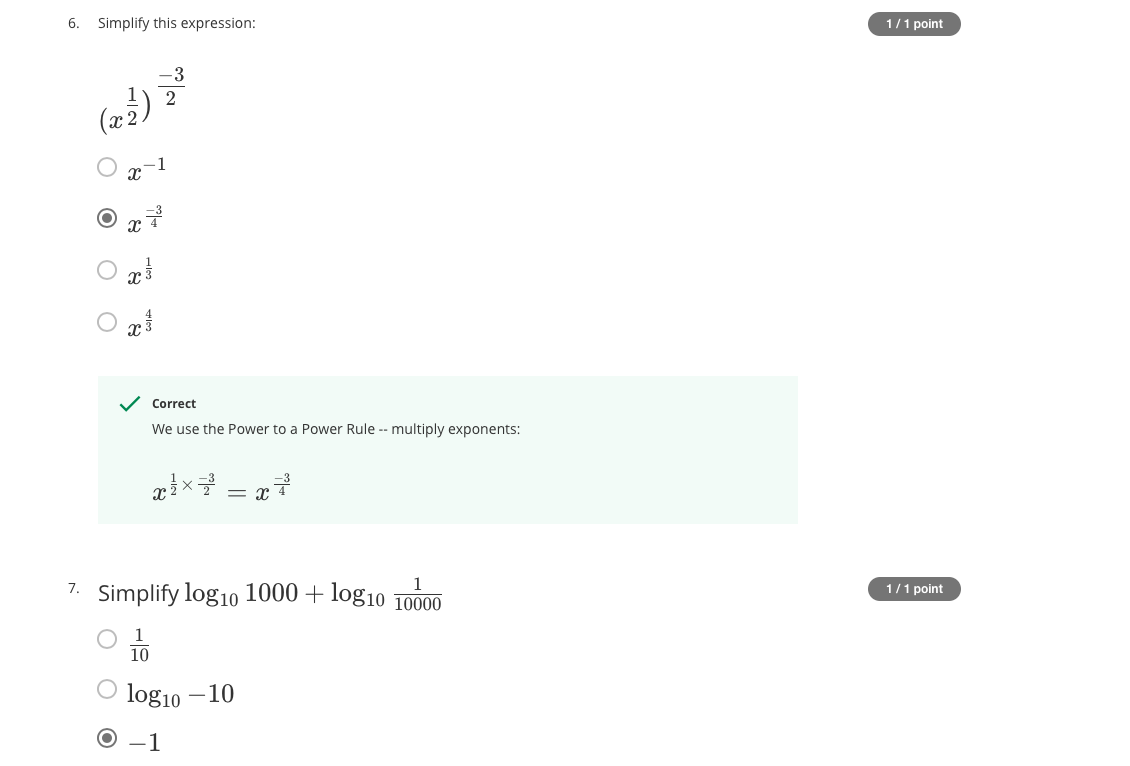 6. Simplify this expression:
1 / 1 point
(x^{\frac{1}{2}})^{\frac{-3}{2}}
x^{-1}
x^{\frac{-3}{4}}
x^{\frac{1}{3}}
x^{\frac{4}{3}}
Correct
We use the Power to a Power Rule -- multiply exponents:
x^{\frac{1}{2} \times \frac{-3}{2}} = x^{\frac{-3}{4}}
7. Simplify \log_{10} 1000 + \log_{10} \frac{1}{10000}
1 / 1 point
\frac{1}{10}
\log_{10} -10
-1